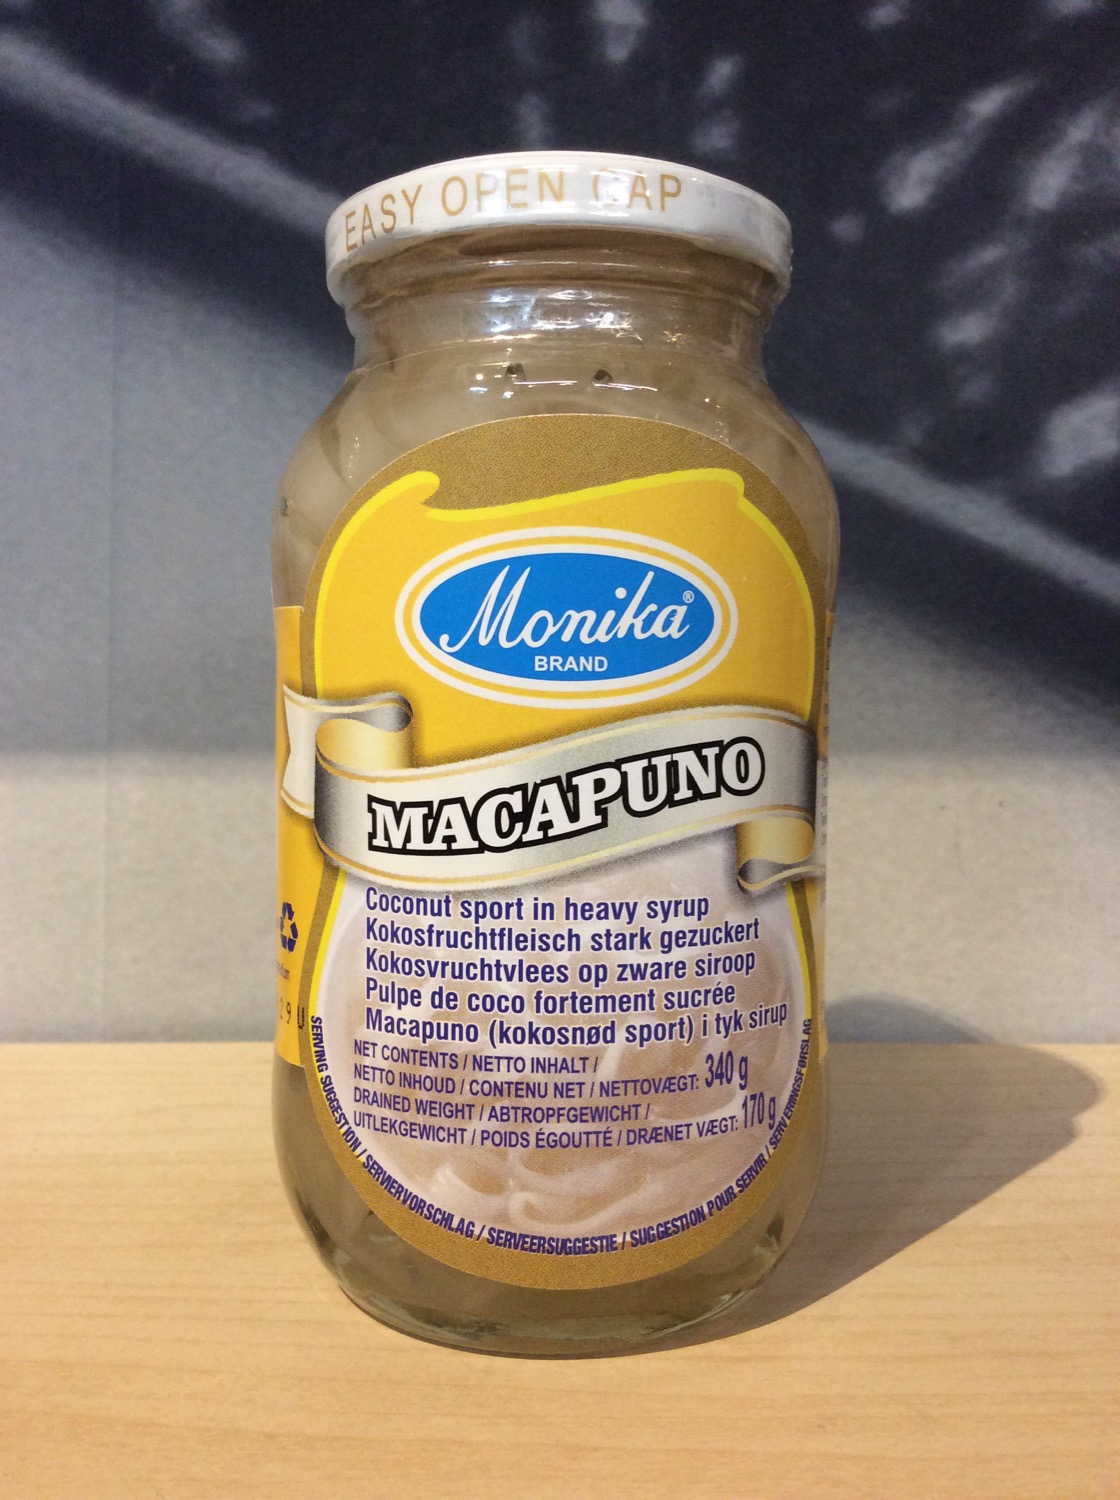 EASY OPEN CAP
Monika®
BRAND
MACAPUNO
Coconut sport in heavy syrup
Kokosfruchtfleisch stark gezuckert
Kokosvruchtvlees op zware siroop
Pulpe de coco fortement sucrée
Macapuno (kokosnød sport) i tyk sirup
NET CONTENTS / NETTO INHALT /
NETTO INHOUD / CONTENU NET / NETTOVÆGT: 340 g
DRAINED WEIGHT / ABTROPFGEWICHT /
UITLEKGEWICHT / POIDS ÉGOUTTÉ / DRÆNET VÆGT: 170 g
SERVING SUGGESTION / SERVIERVORSCHLAG / SERVEERSUGGESTIE / SUGGESTION POUR SERVIR / SERVERINGSFORSLAG
29 U